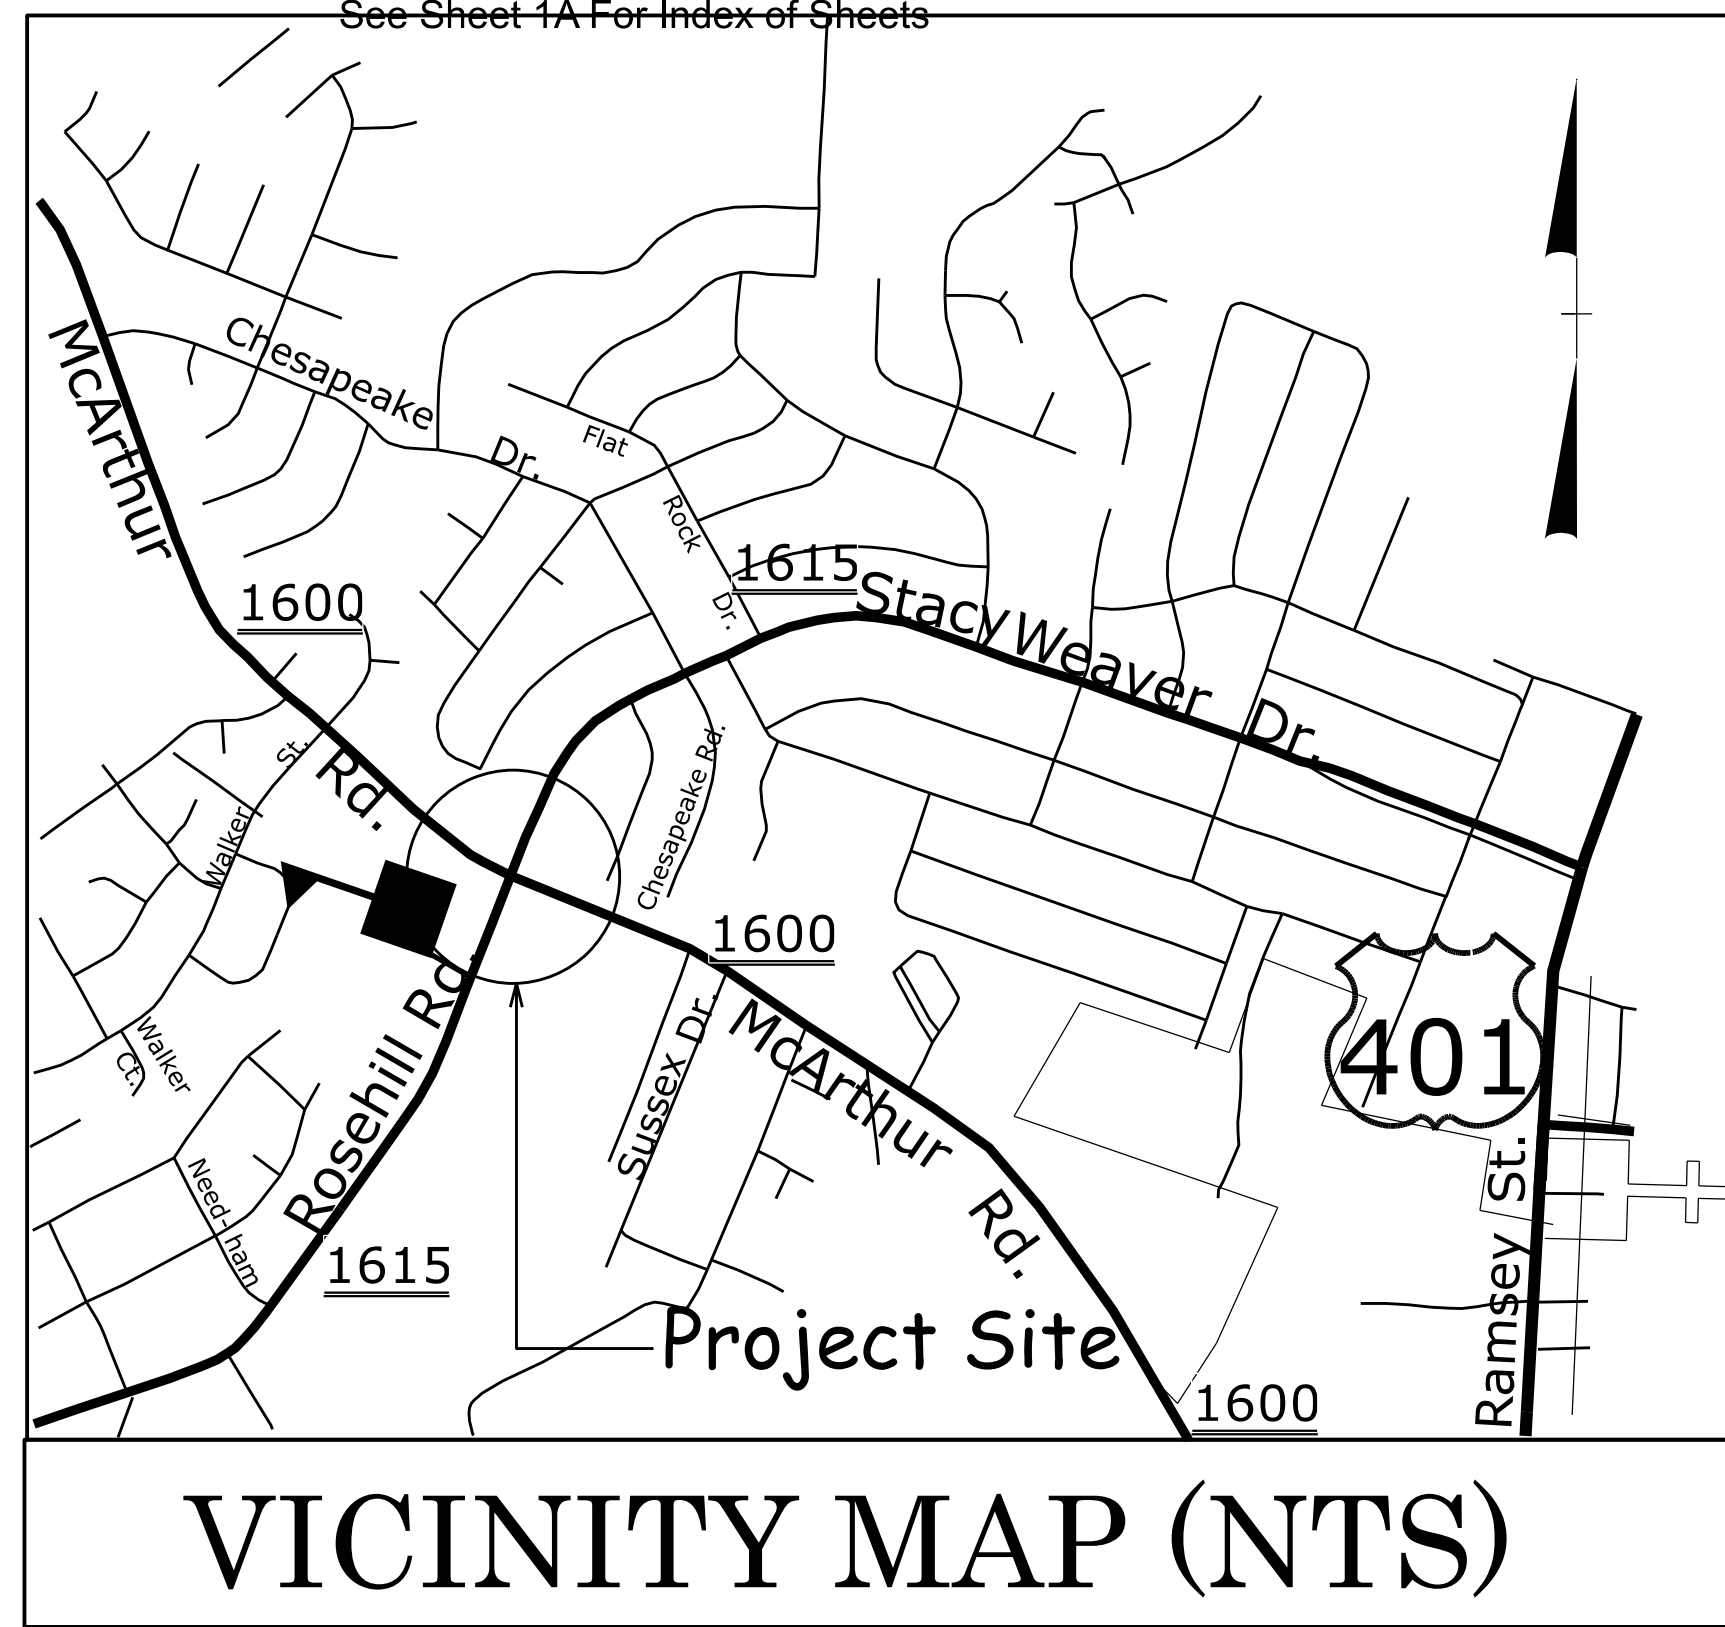 See Sheet 1A For Index of Sheets
McArthur
Chesapeake
Dr.
Flat
Rock
Dr.
1600
1615
Stacy Weaver Dr.
St.
Rd.
Walker
Chesapeake Rd.
1600
Walker
Ct.
Rosehill Rd.
Sussex Dr.
McArthur
Rd.
401
Need-ham
1615
Ramsey St.
Project Site
1600
VICINITY MAP (NTS)